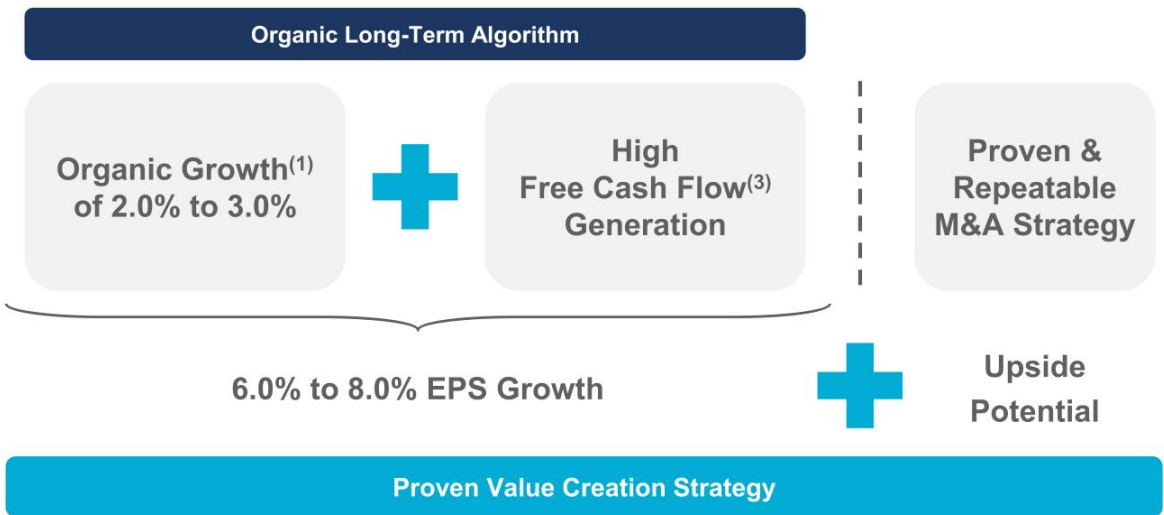 Organic Long-Term Algorithm
Organic Growth(1)
of 2.0% to 3.0%
High
Free Cash Flow(3)
Generation
Proven &
Repeatable
M&A Strategy
6.0% to 8.0% EPS Growth
Upside
Potential
Proven Value Creation Strategy